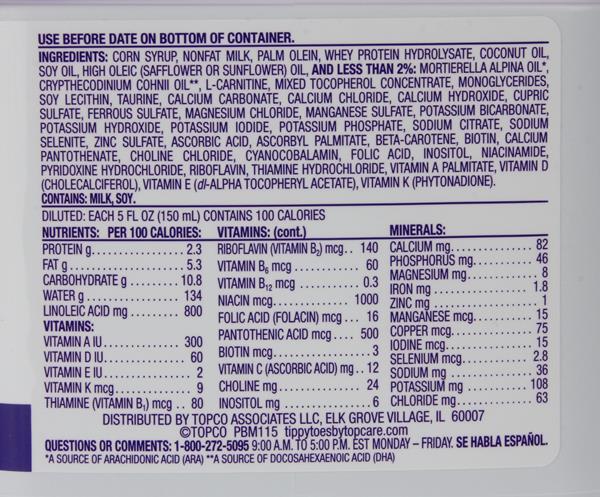 USE BEFORE DATE ON BOTTOM OF CONTAINER.
INGREDIENTS: CORN SYRUP, NONFAT MILK, PALM OLEIN, WHEY PROTEIN HYDROLYSATE, COCONUT OIL,
SOY OIL, HIGH OLEIC (SAFFLOWER OR SUNFLOWER) OIL, AND LESS THAN 2%: MORTIERELLA ALPINA OIL*,
CRYPTHECODINIUM COHNII OIL**, L-CARNITINE, MIXED TOCOPHEROL CONCENTRATE, MONOGLYCERIDES,
SOY LECITHIN, TAURINE, CALCIUM CARBONATE, CALCIUM CHLORIDE, CALCIUM HYDROXIDE, CUPRIC
SULFATE, FERROUS SULFATE, MAGNESIUM CHLORIDE, MANGANESE SULFATE, POTASSIUM BICARBONATE,
POTASSIUM HYDROXIDE, POTASSIUM IODIDE, POTASSIUM PHOSPHATE, SODIUM CITRATE, SODIUM
SELENITE, ZINC SULFATE, ASCORBIC ACID, ASCORBYL PALMITATE, BETA-CAROTENE, BIOTIN, CALCIUM
PANTOTHENATE, CHOLINE CHLORIDE, CYANOCOBALAMIN, FOLIC ACID, INOSITOL, NIACINAMIDE,
PYRIDOXINE HYDROCHLORIDE, RIBOFLAVIN, THIAMINE HYDROCHLORIDE, VITAMIN A PALMITATE, VITAMIN D
(CHOLECALCIFEROL), VITAMIN E (dl-ALPHA TOCOPHERYL ACETATE), VITAMIN K (PHYTONADIONE).
CONTAINS: MILK, SOY.
DILUTED: EACH 5 FL OZ (150 mL) CONTAINS 100 CALORIES
NUTRIENTS: PER 100 CALORIES:
PROTEIN g 2.3
FAT g 5.3
CARBOHYDRATE g 10.8
WATER g 134
LINOLEIC ACID mg 800
VITAMINS:
VITAMIN A IU 300
VITAMIN D IU 60
VITAMIN E IU 2
VITAMIN K mcg 9
THIAMINE (VITAMIN B1) mcg 80
VITAMINS: (cont.)
RIBOFLAVIN (VITAMIN B2) mcg 140
VITAMIN B6 mcg 60
VITAMIN B12 mcg 0.3
NIACIN mcg 1000
FOLIC ACID (FOLACIN) mcg 16
PANTOTHENIC ACID mcg 500
BIOTIN mcg 3
VITAMIN C (ASCORBIC ACID) mg 12
CHOLINE mg 24
INOSITOL mg 6
MINERALS:
CALCIUM mg 82
PHOSPHORUS mg 46
MAGNESIUM mg 8
IRON mg 1.8
ZINC mg 1
MANGANESE mcg 15
COPPER mcg 75
IODINE mcg 15
SELENIUM mcg 2.8
SODIUM mg 36
POTASSIUM mg 108
CHLORIDE mg 63
DISTRIBUTED BY TOPCO ASSOCIATES LLC, ELK GROVE VILLAGE, IL 60007
©TOPCO PBM115 tippytoesbytopcare.com
QUESTIONS OR COMMENTS: 1-800-272-5095 9:00 A.M. TO 5:00 P.M. EST MONDAY – FRIDAY. SE HABLA ESPAÑOL.
*A SOURCE OF ARACHIDONIC ACID (ARA) **A SOURCE OF DOCOSAHEXAENOIC ACID (DHA)